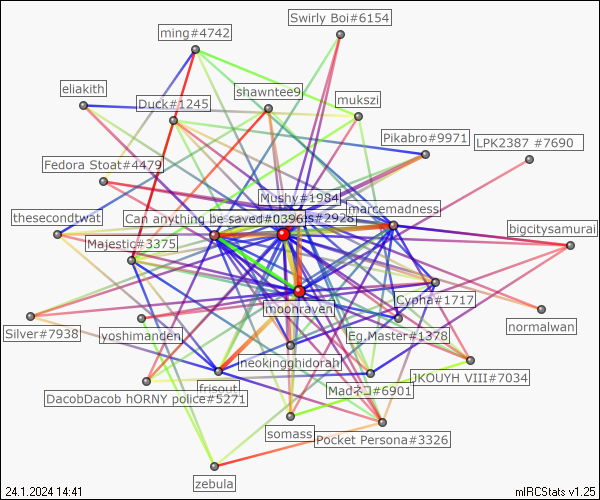 Swirly Boi#6154
ming#4742
eliakith
shawntee9
Duck#1245
mukszi
Pikabro#9971
LPK2387 #7690
Fedora Stoat#4479
Mushy#1984
marcemadness
thesecondtwat
Can anything be saved#0396
#2928
bigcitysamurai
Majestic#3375
Cypha#1717
moonraven
normalwan
Silver#7938
yoshimanden
Eg.Master#1378
neokingghidorah
JKOUYH VIII#7034
frisout
Madネコ#6901
DacobDacob hORNY police#5271
somass
Pocket Persona#3326
zebula
24.1.2024 14:41
mIRCStats v1.25